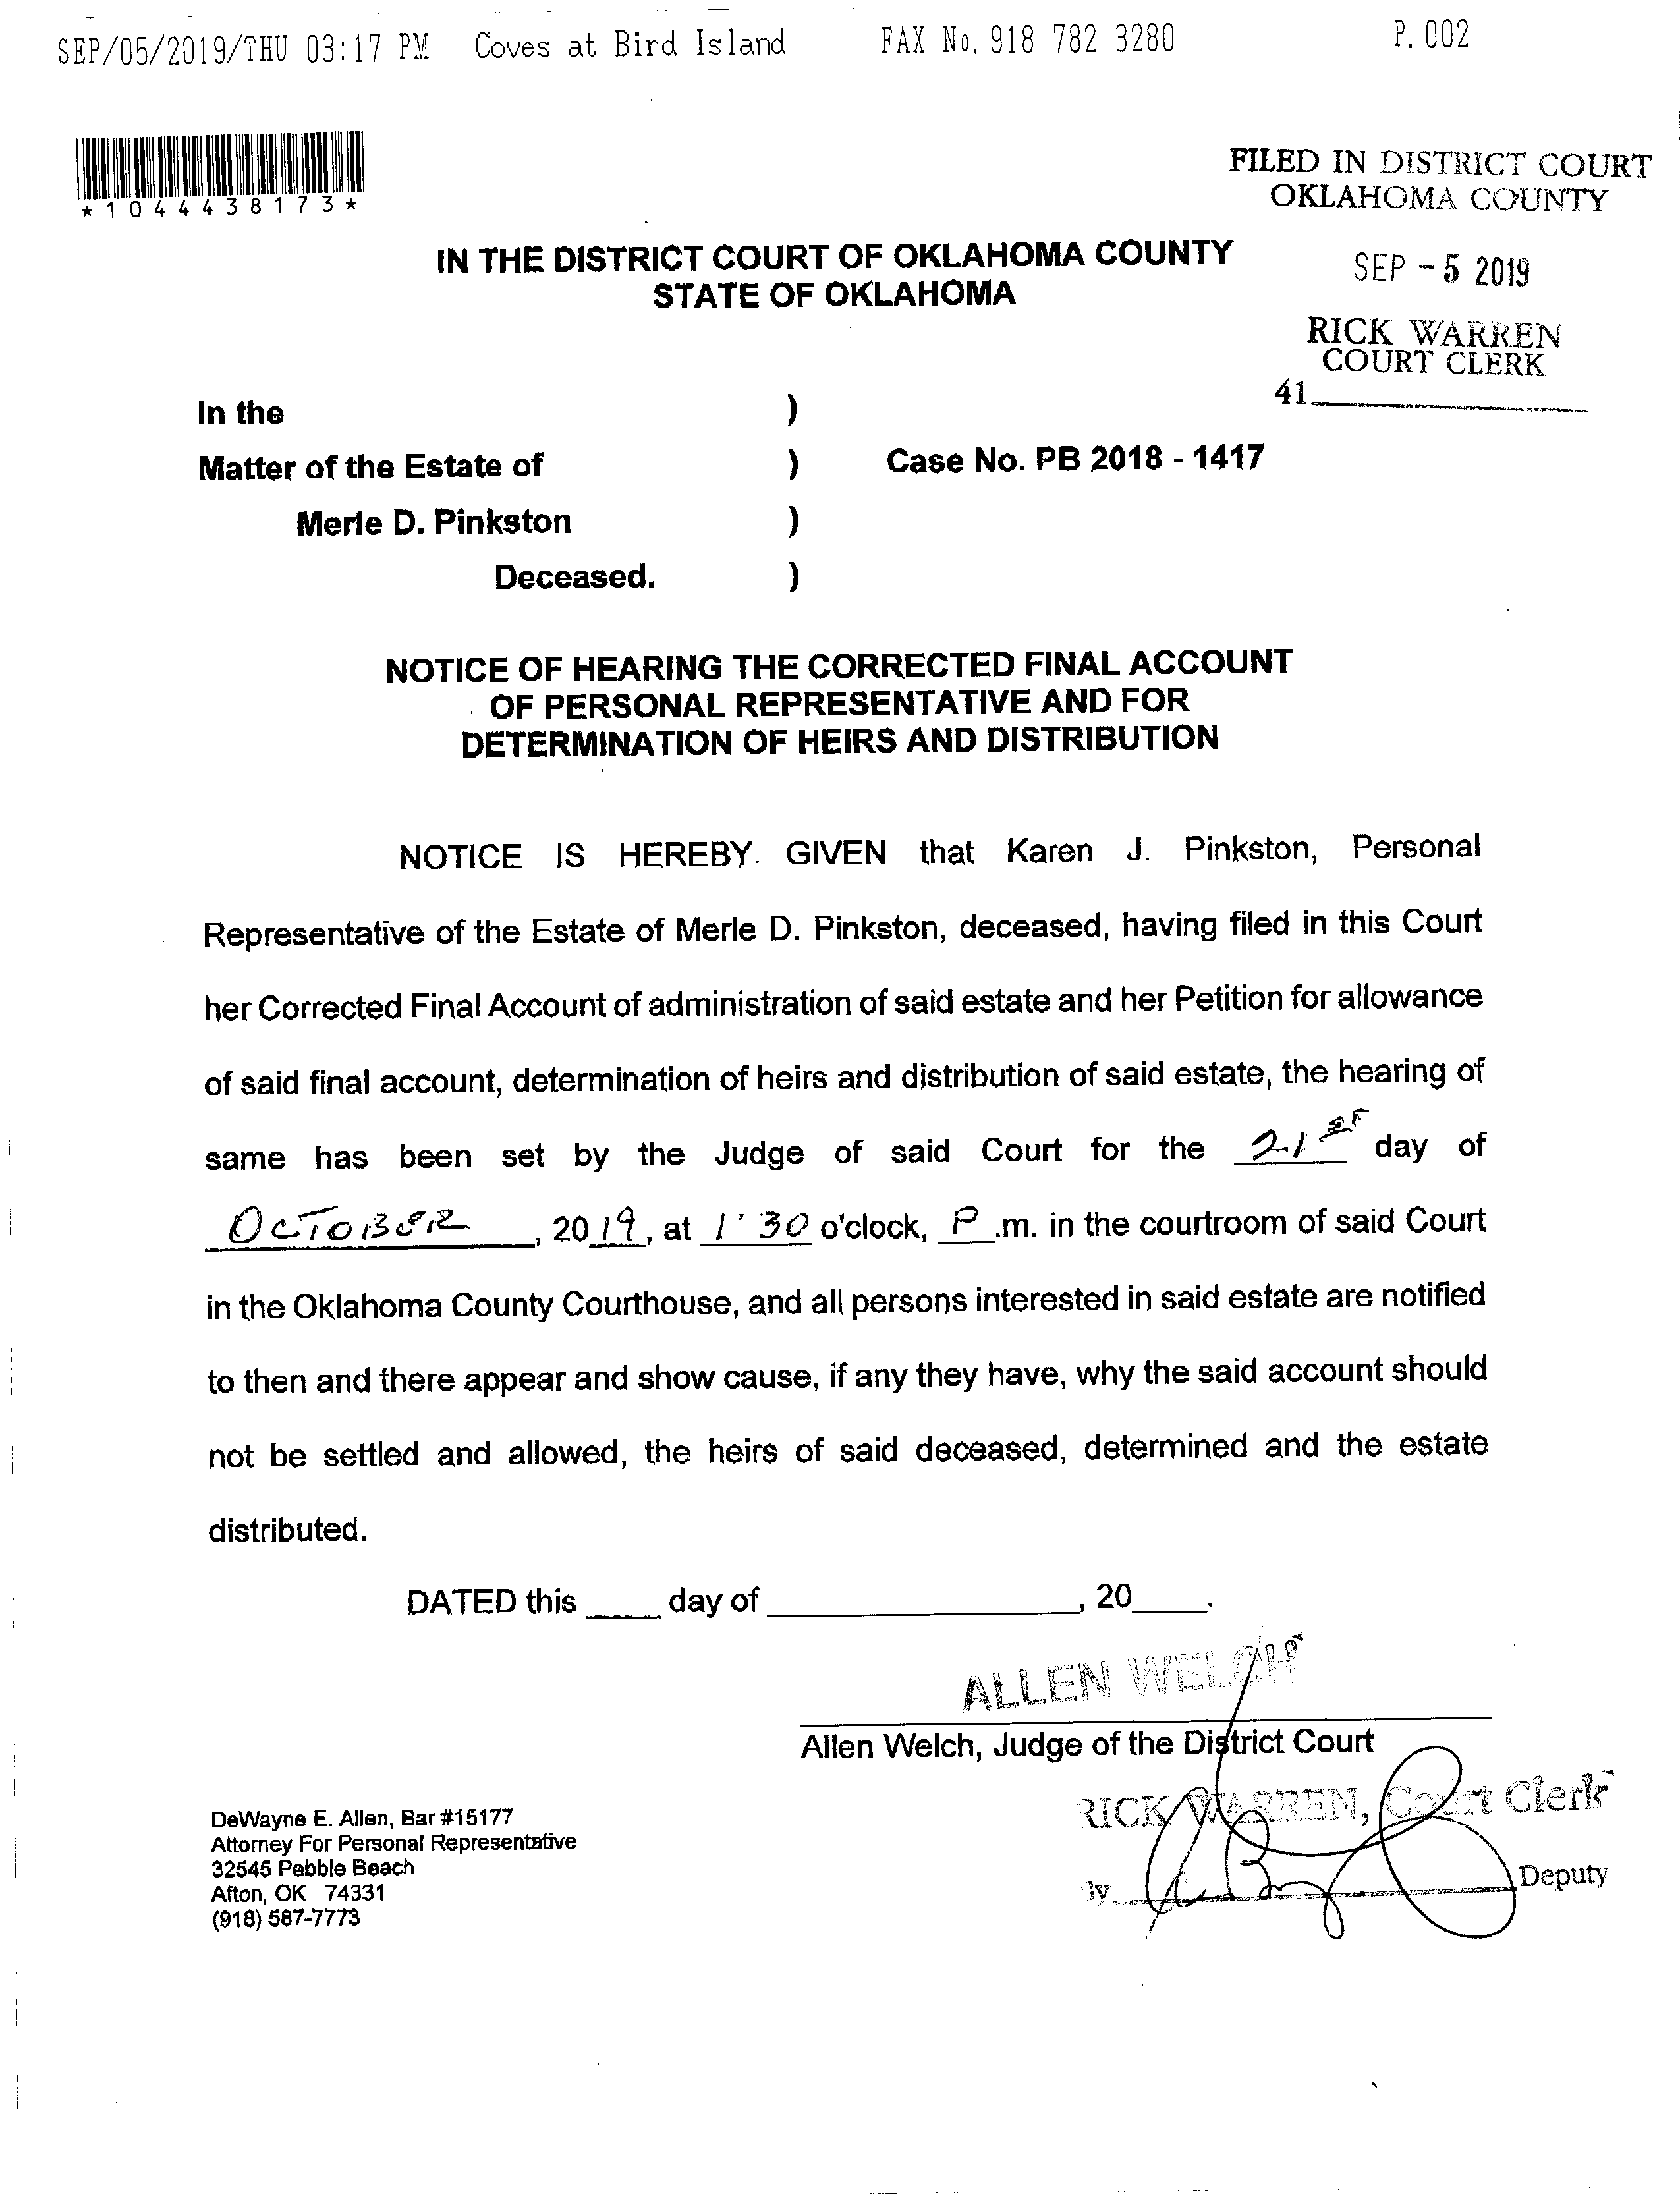 SEP/05/2019/THU 03:17 PM Coves at Bird Island FAX No. 918 782 3280 P. 002
*1044438173*
FILED IN DISTRICT COURT
OKLAHOMA COUNTY
SEP - 5 2019
RICK WARREN
COURT CLERK
41
IN THE DISTRICT COURT OF OKLAHOMA COUNTY
STATE OF OKLAHOMA
In the )
Matter of the Estate of ) Case No. PB 2018 - 1417
Merle D. Pinkston )
Deceased. )
NOTICE OF HEARING THE CORRECTED FINAL ACCOUNT
OF PERSONAL REPRESENTATIVE AND FOR
DETERMINATION OF HEIRS AND DISTRIBUTION
NOTICE IS HEREBY GIVEN that Karen J. Pinkston, Personal
Representative of the Estate of Merle D. Pinkston, deceased, having filed in this Court
her Corrected Final Account of administration of said estate and her Petition for allowance
of said final account, determination of heirs and distribution of said estate, the hearing of
same has been set by the Judge of said Court for the 21st day of
OCTOBER, 2019, at 1:30 o'clock, P.m. in the courtroom of said Court
in the Oklahoma County Courthouse, and all persons interested in said estate are notified
to then and there appear and show cause, if any they have, why the said account should
not be settled and allowed, the heirs of said deceased, determined and the estate
distributed.
DATED this ____ day of ____________, 20____.
ALLEN WELCH
Allen Welch, Judge of the District Court
RICK WARREN, Court Clerk
By ____________ Deputy
DeWayne E. Allen, Bar #15177
Attorney For Personal Representative
32545 Pebble Beach
Afton, OK 74331
(918) 587-7773